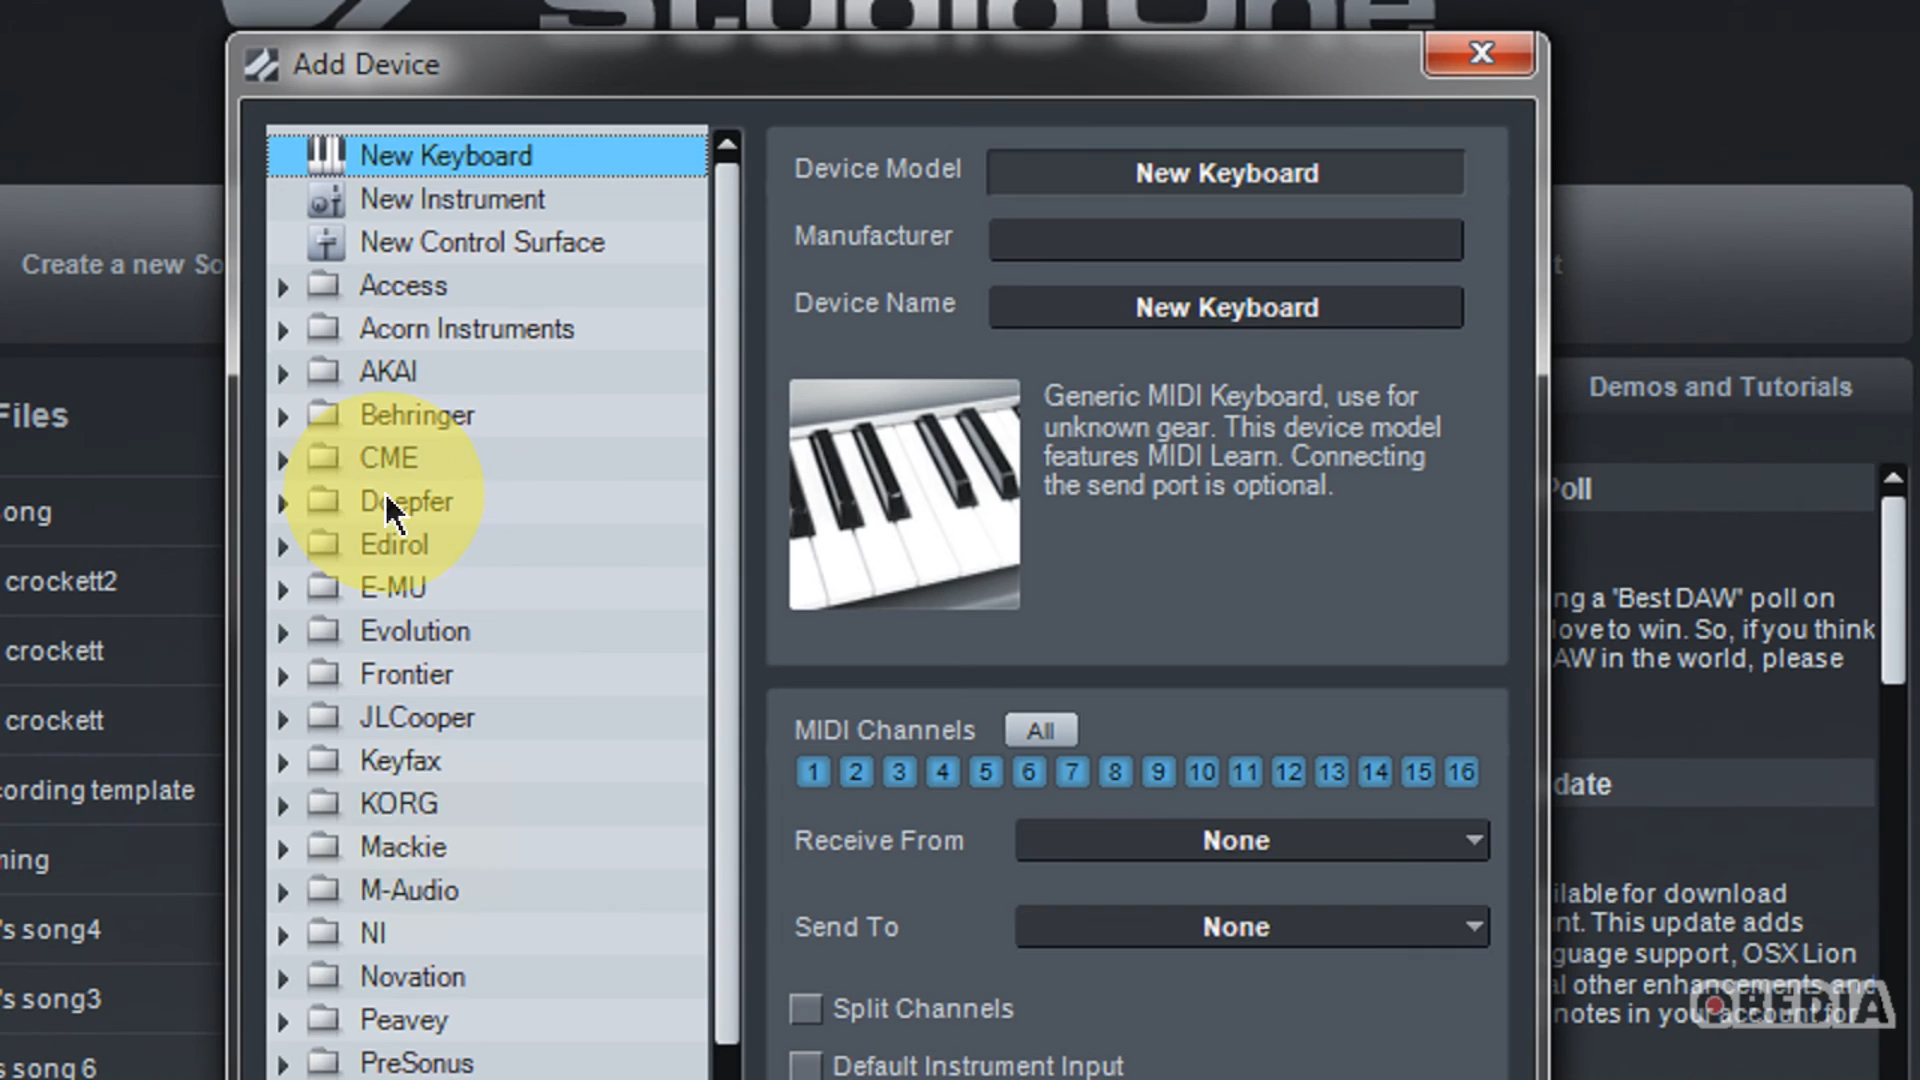 Studio One
Add Device
X
New Keyboard
New Instrument
New Control Surface
Access
Acorn Instruments
AKAI
Behringer
CME
Doepfer
Edirol
E-MU
Evolution
Frontier
JLCooper
Keyfax
KORG
Mackie
M-Audio
NI
Novation
Peavey
PreSonus
Device Model
New Keyboard
Manufacturer
Device Name
New Keyboard
Generic MIDI Keyboard, use for
unknown gear. This device model
features MIDI Learn. Connecting
the send port is optional.
MIDI Channels
All
1 2 3 4 5 6 7 8 9 10 11 12 13 14 15 16
Receive From
None
Send To
None
Split Channels
Default Instrument Input
Create a new So
Files
ong
crockett2
crockett
crockett
cording template
ning
's song4
's song3
s song 6
t
Demos and Tutorials
Poll
ng a 'Best DAW' poll on
love to win. So, if you think
AW in the world, please
date
ilable for download
nt. This update adds
guage support, OSX Lion
al other enhancements and
notes in your account for
OBEDIA